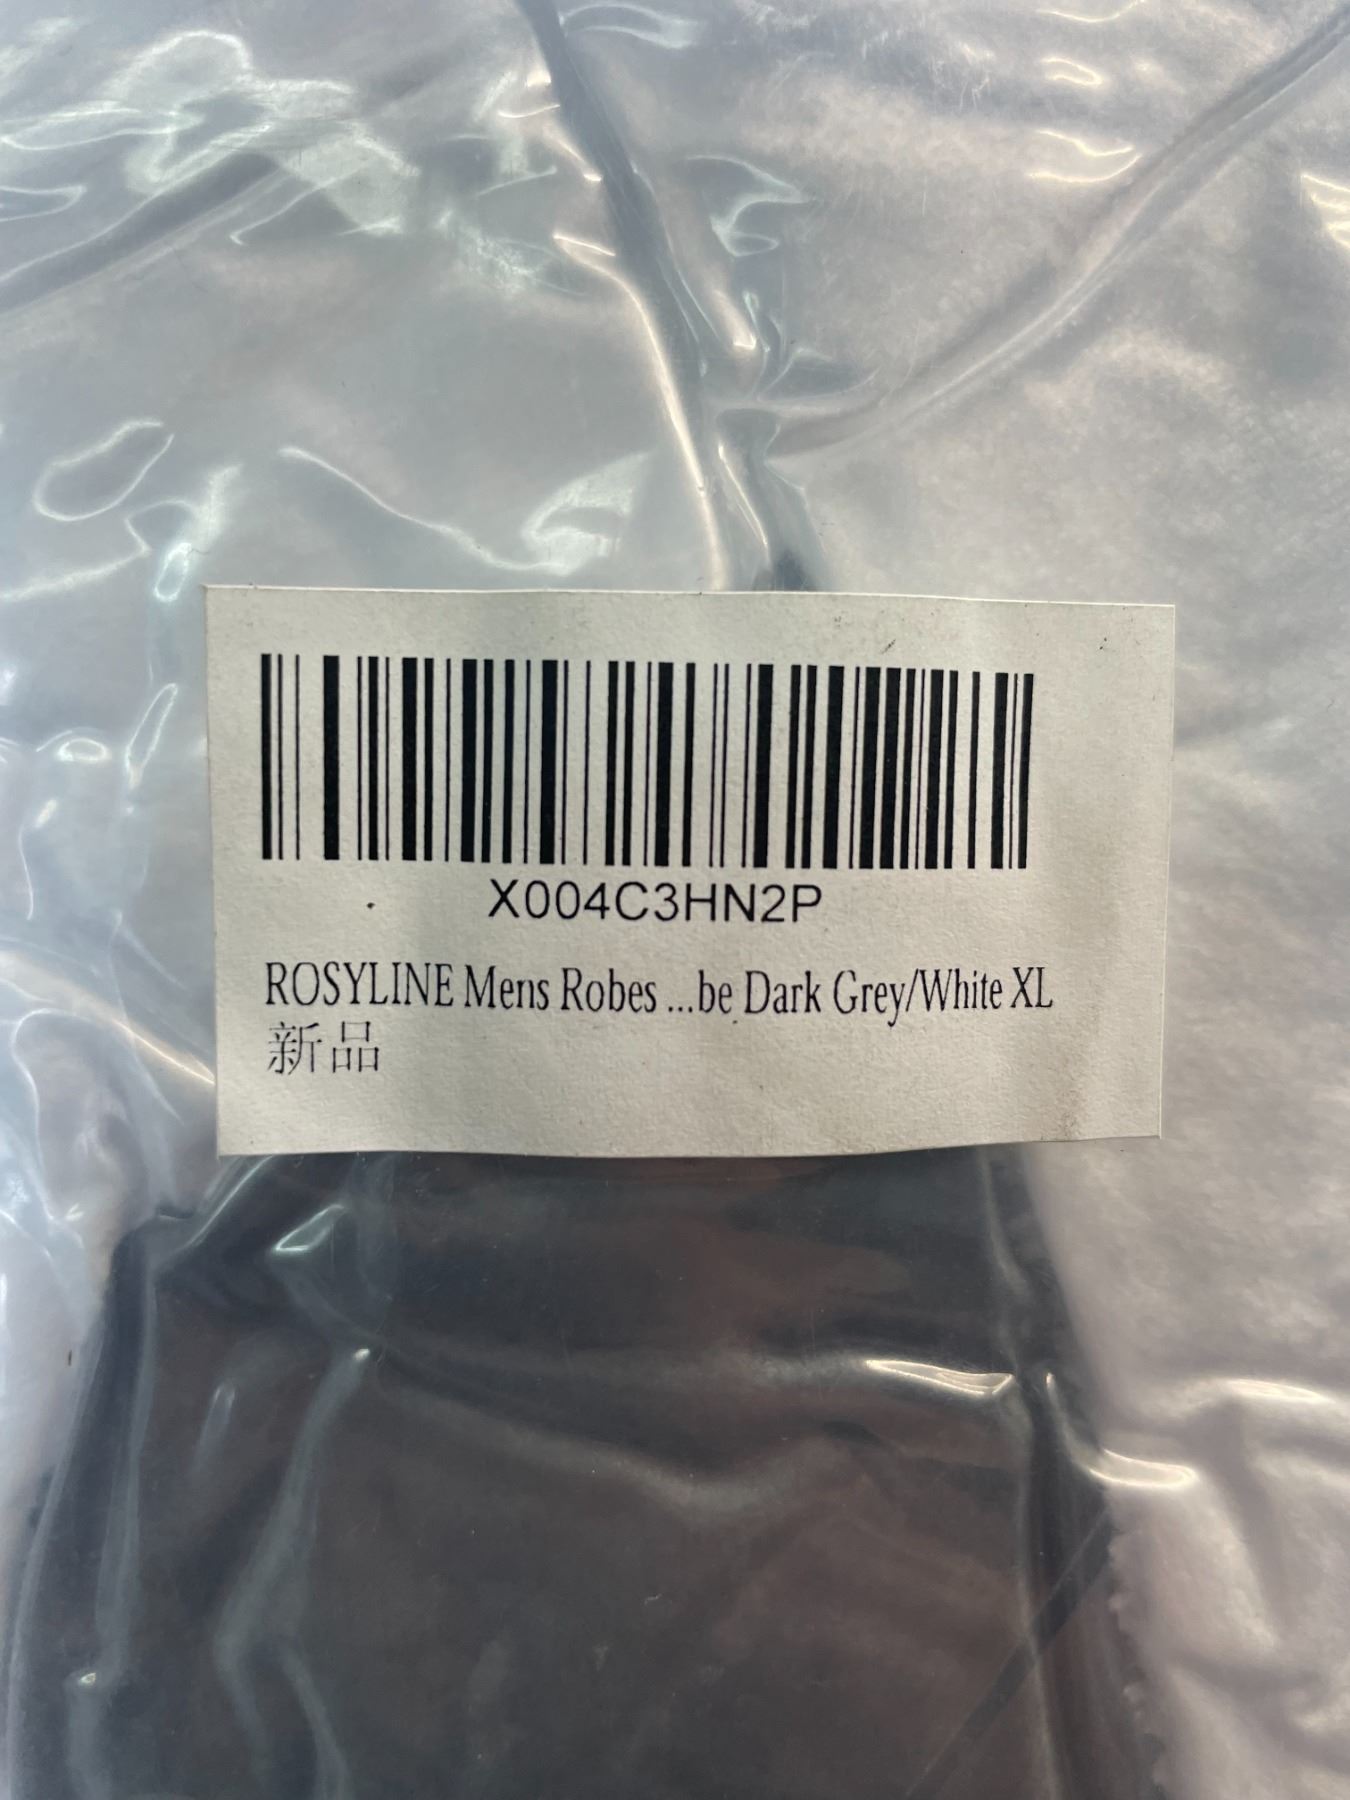 X004C3HN2P
ROSYLINE Mens Robes ...be Dark Grey/White XL
新品